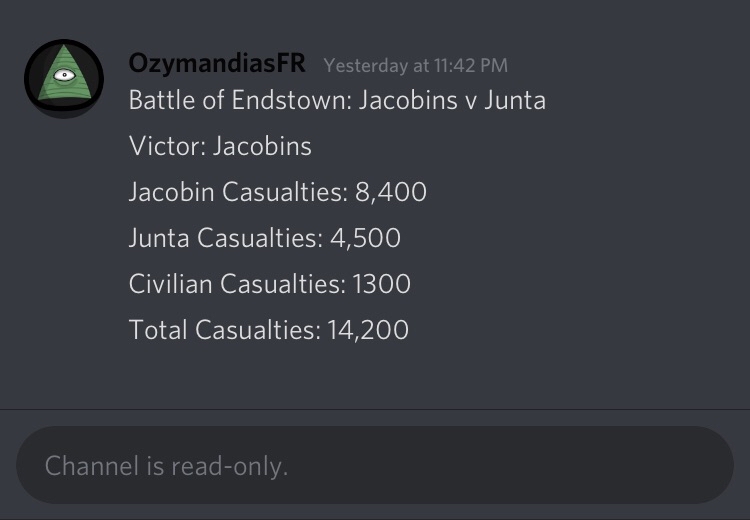 OzymandiasFR Yesterday at 11:42 PM
Battle of Endstown: Jacobins v Junta
Victor: Jacobins
Jacobin Casualties: 8,400
Junta Casualties: 4,500
Civilian Casualties: 1300
Total Casualties: 14,200
Channel is read-only.